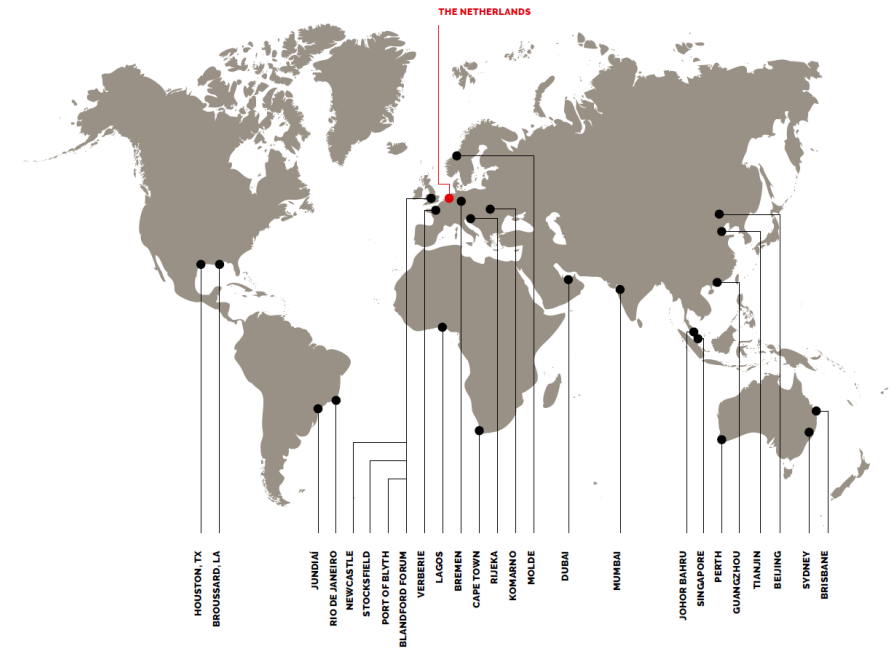 THE NETHERLANDS
HOUSTON, TX
BROUSSARD, LA
JUNDIAÍ
RIO DE JANEIRO
NEWCASTLE
STOCKSFIELD
PORT OF BLYTH
BLANDFORD FORUM
VERBERIE
LAGOS
BREMEN
CAPE TOWN
RIJEKA
KOMARNO
MOLDE
DUBAI
MUMBAI
JOHOR BAHRU
SINGAPORE
PERTH
GUANGZHOU
TIANJIN
BEIJING
SYDNEY
BRISBANE